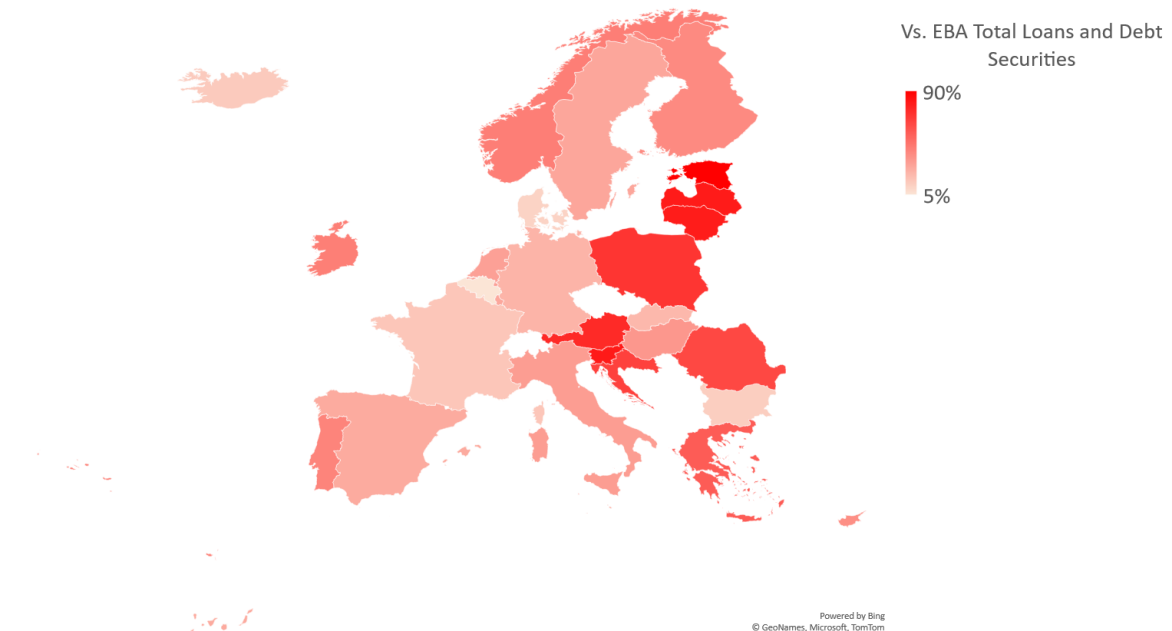 Vs. EBA Total Loans and Debt
Securities
90%
5%
Powered by Bing
© GeoNames, Microsoft, TomTom